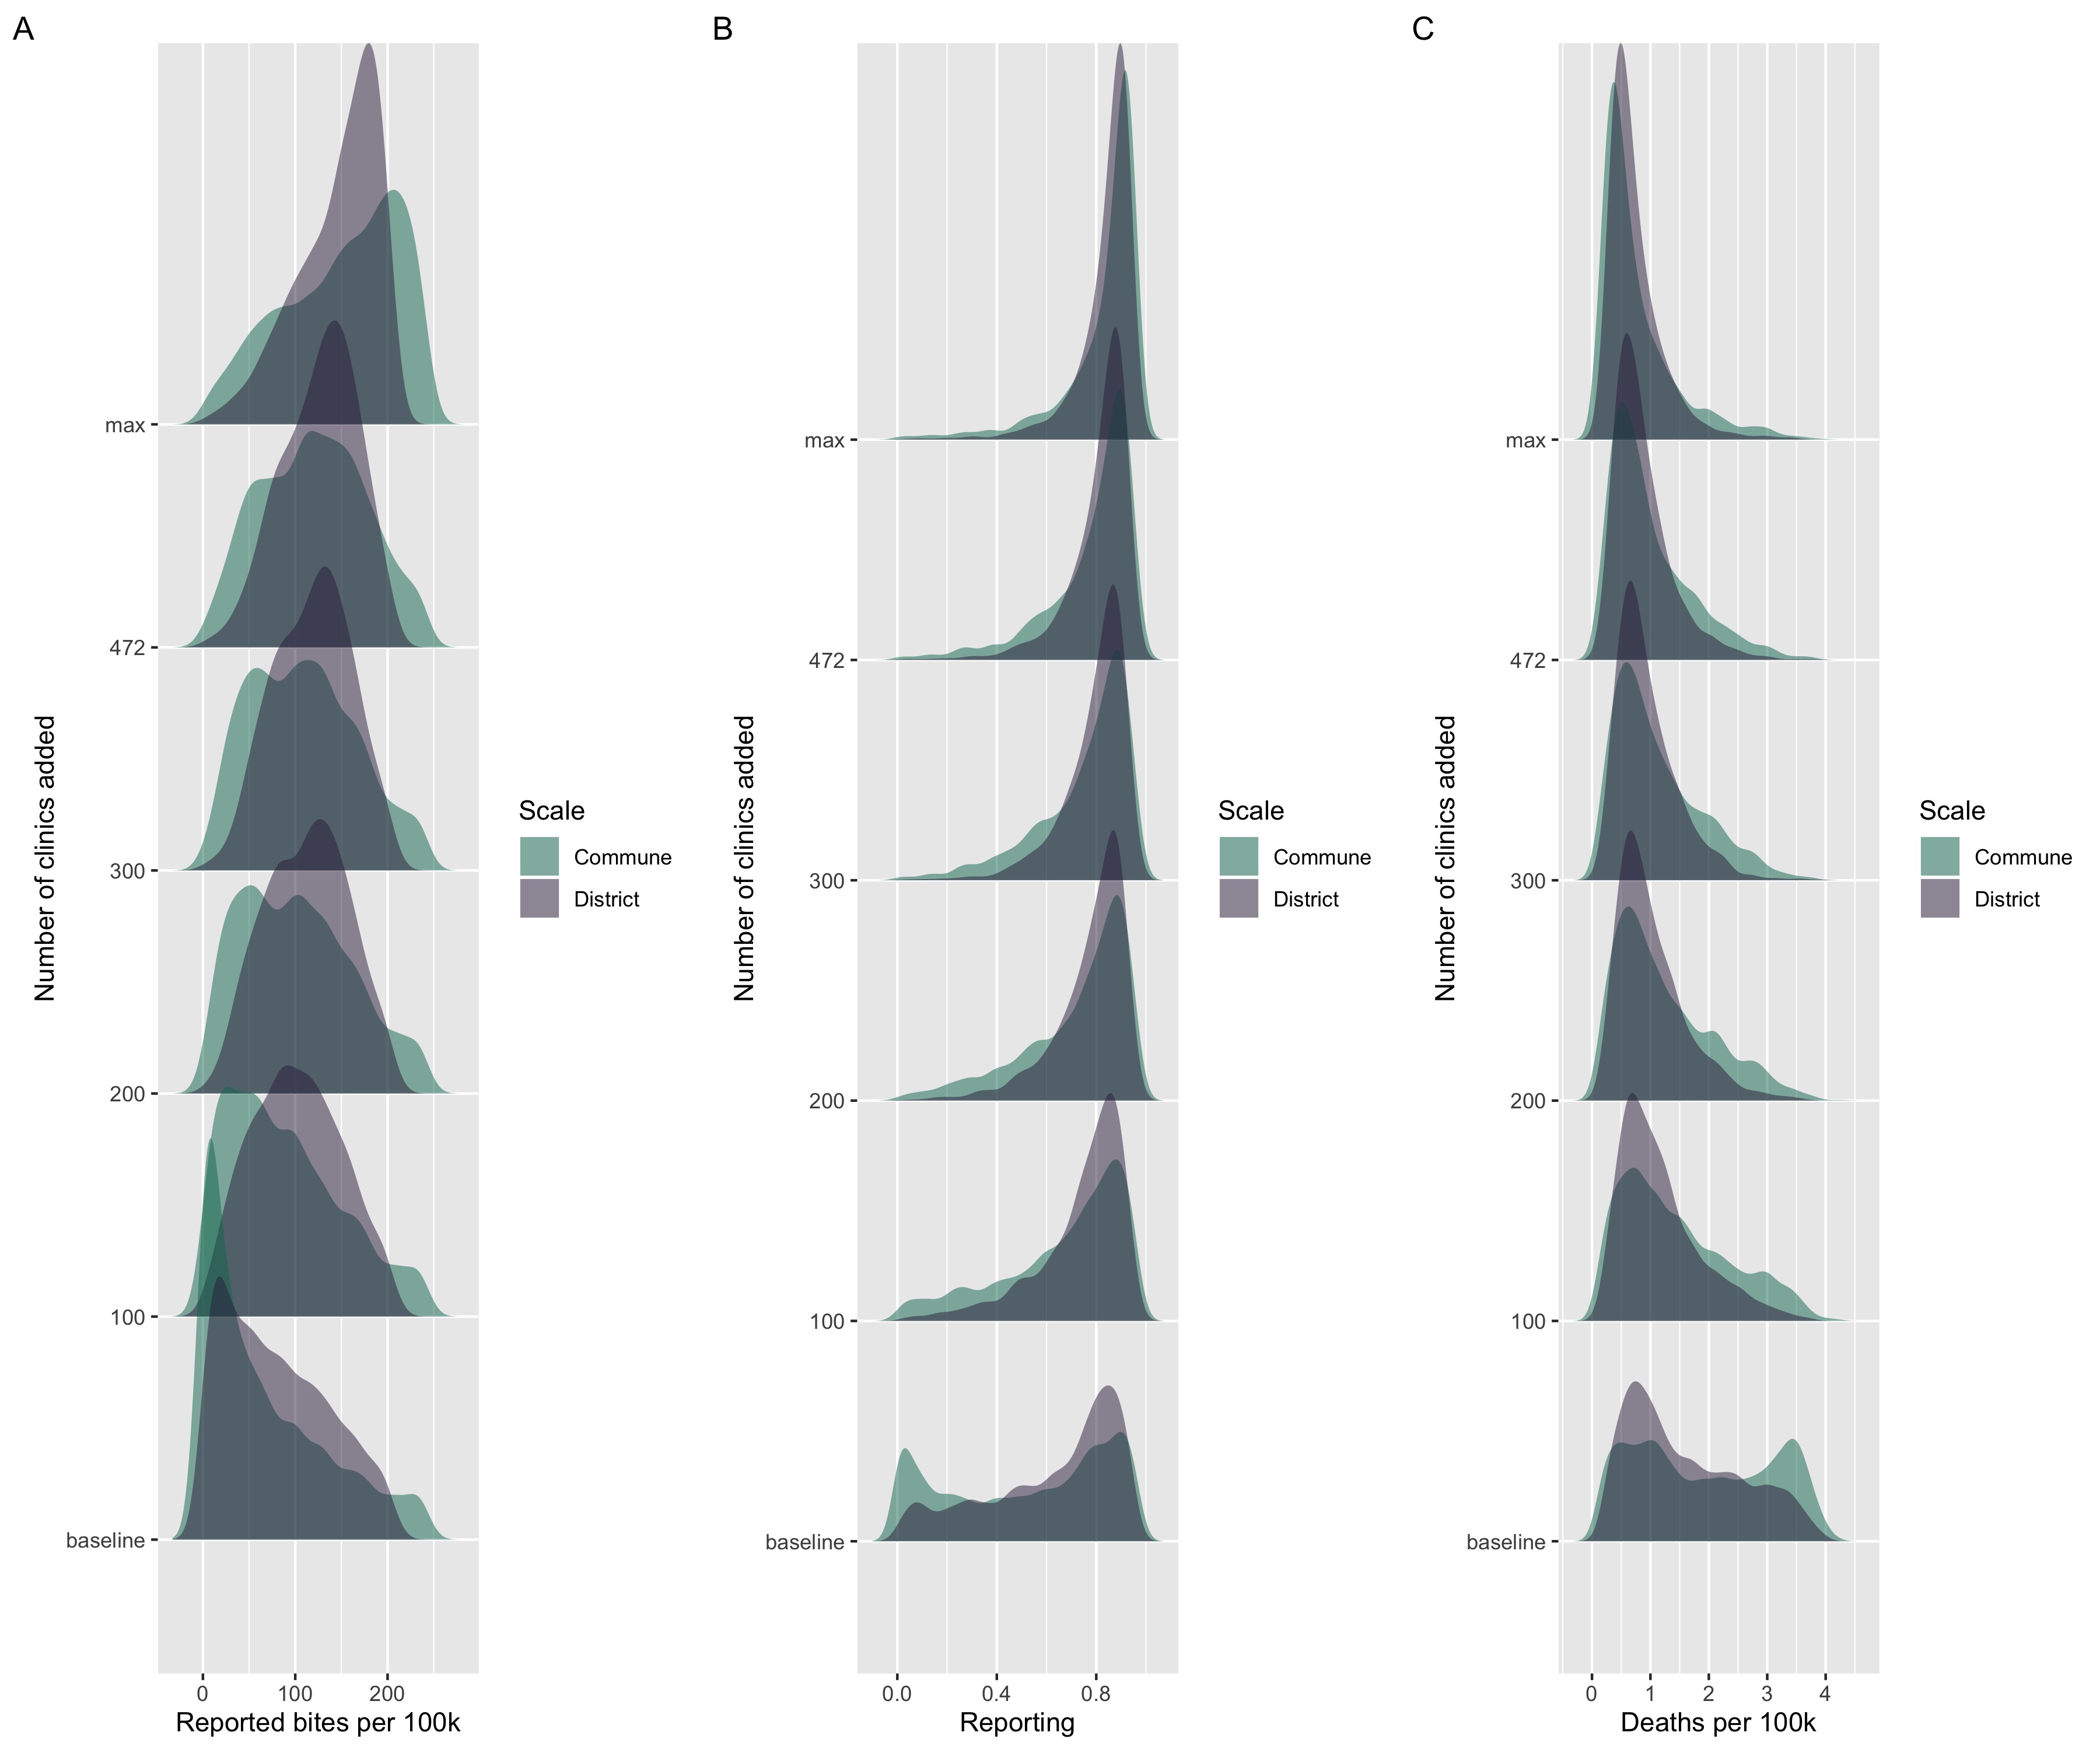 A
Number of clinics added
max
472
300
200
100
baseline
0 100 200
Reported bites per 100k
Scale
Commune
District
B
Number of clinics added
max
472
300
200
100
baseline
0.0 0.4 0.8
Reporting
Scale
Commune
District
C
Number of clinics added
max
472
300
200
100
baseline
0 1 2 3 4
Deaths per 100k
Scale
Commune
District